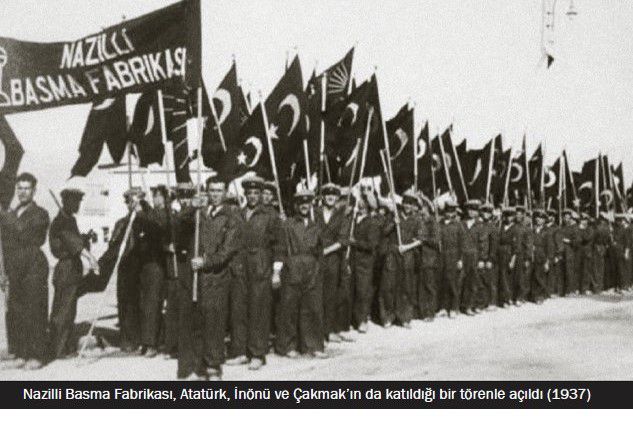 NAZİLLİ
BASMA FABRİKASI
Nazilli Basma Fabrikası, Atatürk, İnönü ve Çakmak'ın da katıldığı bir törenle açıldı (1937)